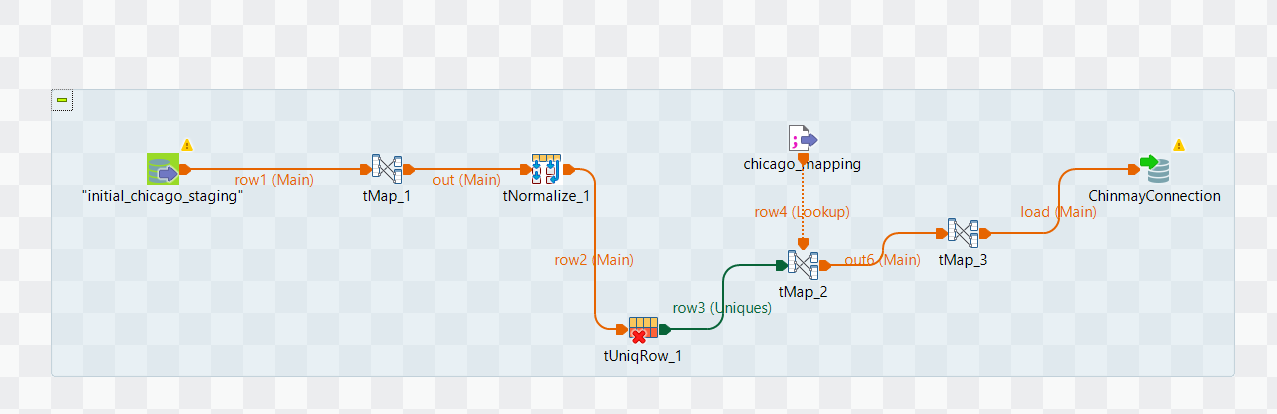 chicago_mapping
row1 (Main)
out (Main)
"initial_chicago_staging"
tMap_1
tNormalize_1
ChinmayConnection
row4 (Lookup)
load (Main)
row2 (Main)
out6 (Main)
tMap_3
tMap_2
row3 (Uniques)
tUniqRow_1